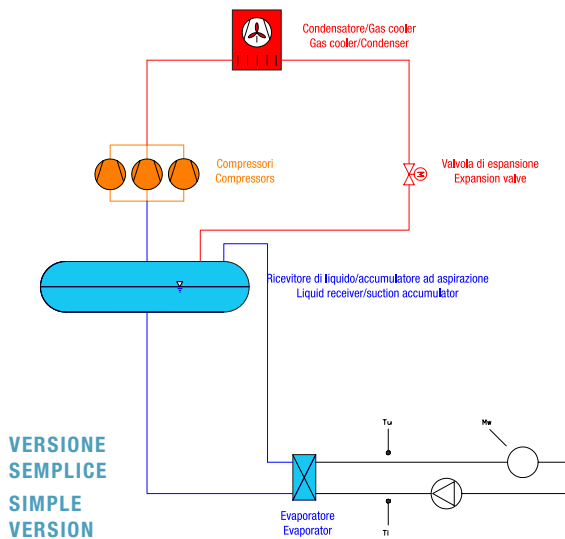 Condensatore/Gas cooler
Gas cooler/Condenser
Compressori
Compressors
Valvola di espansione
Expansion valve
M
Ricevitore di liquido/accumulatore ad aspirazione
Liquid receiver/suction accumulator
VERSIONE
SEMPLICE
SIMPLE
VERSION
Tu
Mw
Evaporatore
Evaporator
Ti